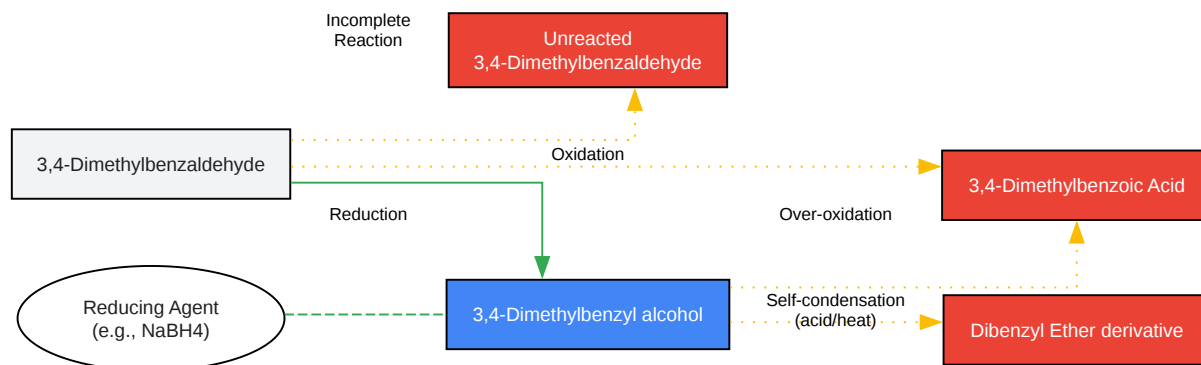 Incomplete
Reaction
Unreacted
3,4-Dimethylbenzaldehyde
3,4-Dimethylbenzaldehyde
Oxidation
3,4-Dimethylbenzoic Acid
Reduction
Over-oxidation
Reducing Agent
(e.g., NaBH4)
3,4-Dimethylbenzyl alcohol
Self-condensation
(acid/heat)
Dibenzyl Ether derivative